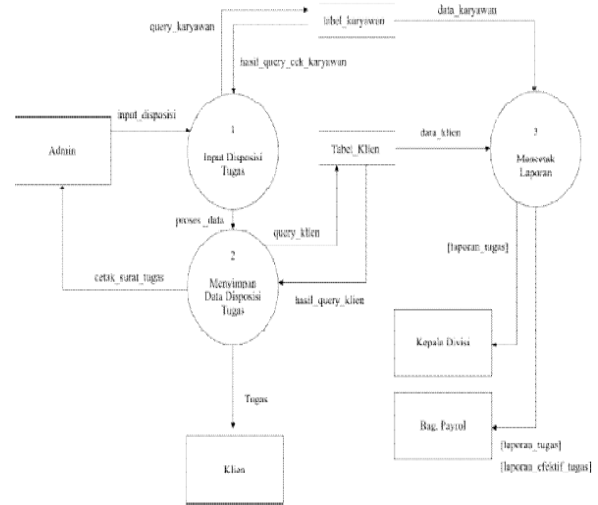 query_karyawan
tabel_karyawan
data_karyawan
hasil_query_cek_karyawan
input_disposisi
Admin
1
Input Disposisi
Tugas
Tabel_Klien
data_klien
3
Mencetak
Laporan
proses_data
query_klien
[laporan_tugas]
2
Menyimpan
Data Disposisi
Tugas
cetak_surat_tugas
hasil_query_klien
Kepala Divisi
Tugas
Bag. Payrol
[laporan_tugas]
[laporan_efektif_tugas]
Klien